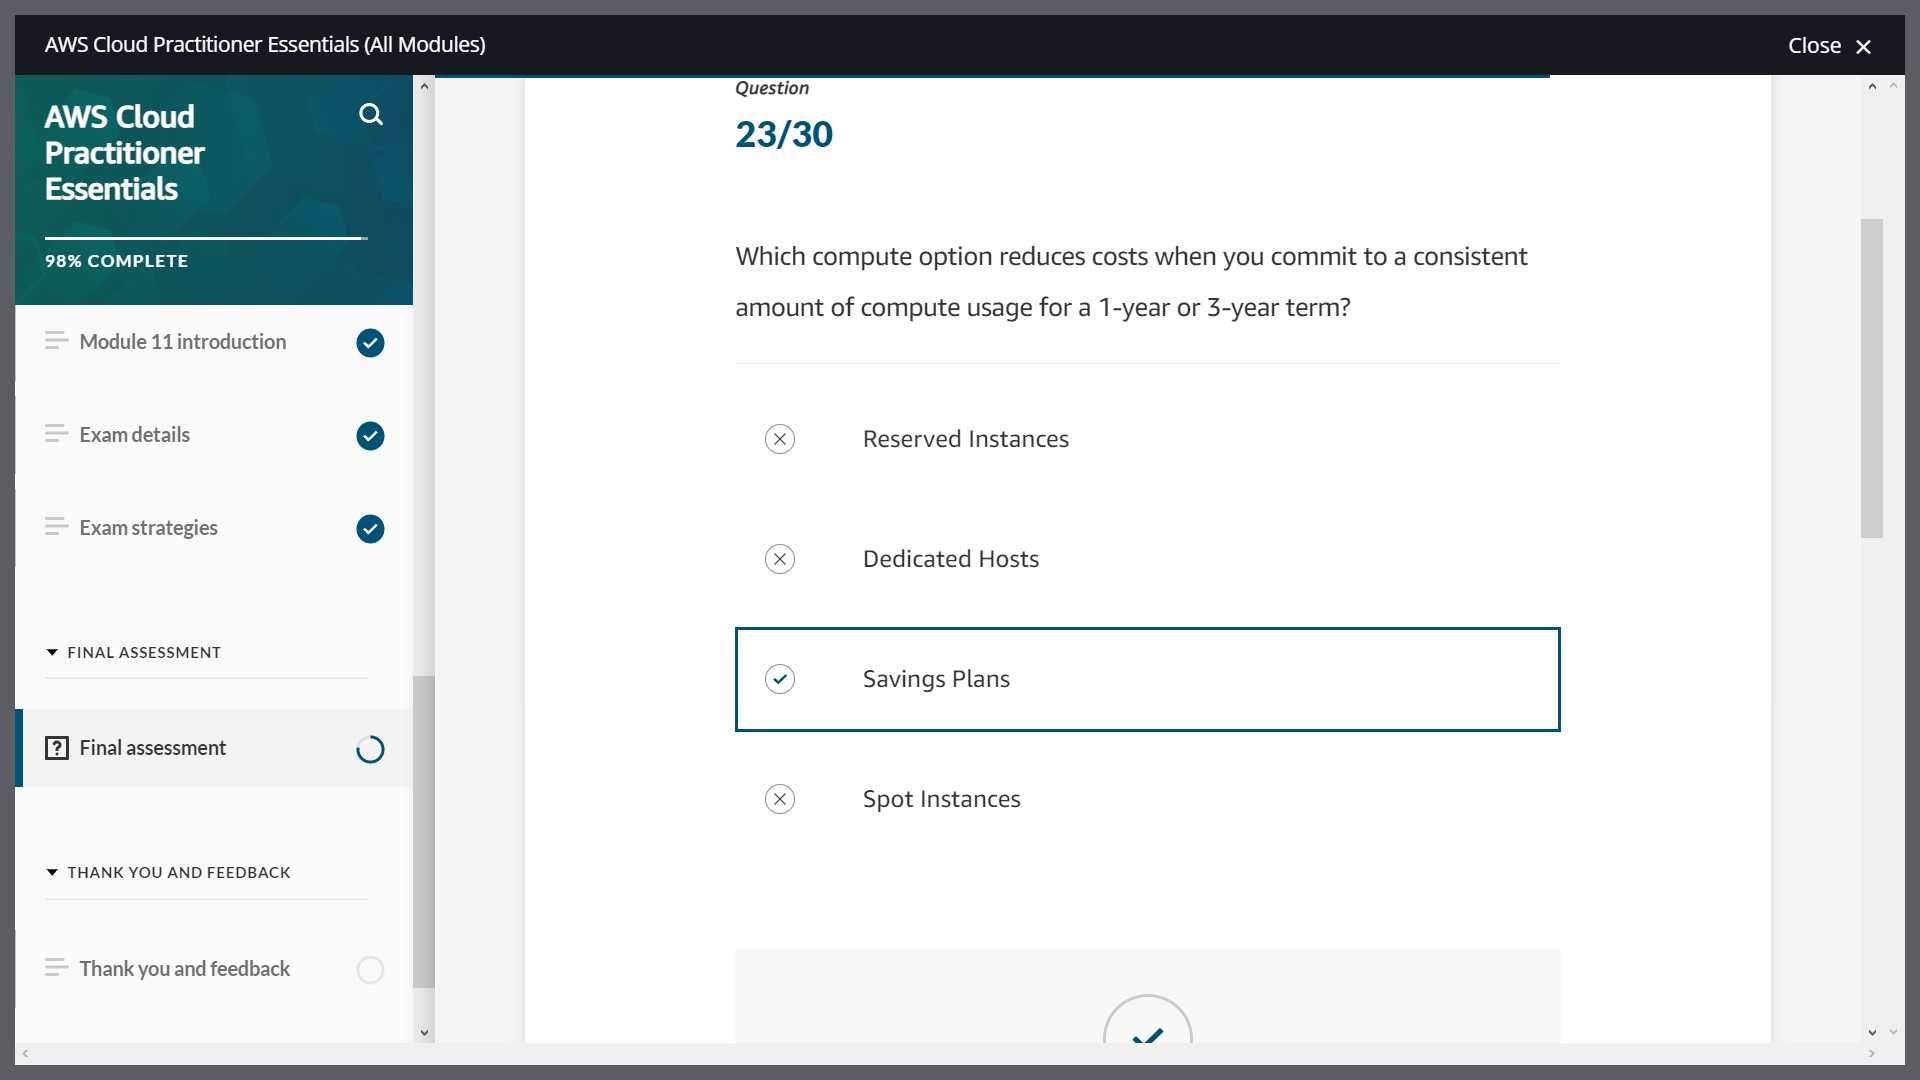 AWS Cloud Practitioner Essentials (All Modules)
Close
AWS Cloud
Practitioner
Essentials
98% COMPLETE
Module 11 introduction
Exam details
Exam strategies
FINAL ASSESSMENT
Final assessment
THANK YOU AND FEEDBACK
Thank you and feedback
Question
23/30
Which compute option reduces costs when you commit to a consistent
amount of compute usage for a 1-year or 3-year term?
Reserved Instances
Dedicated Hosts
Savings Plans
Spot Instances